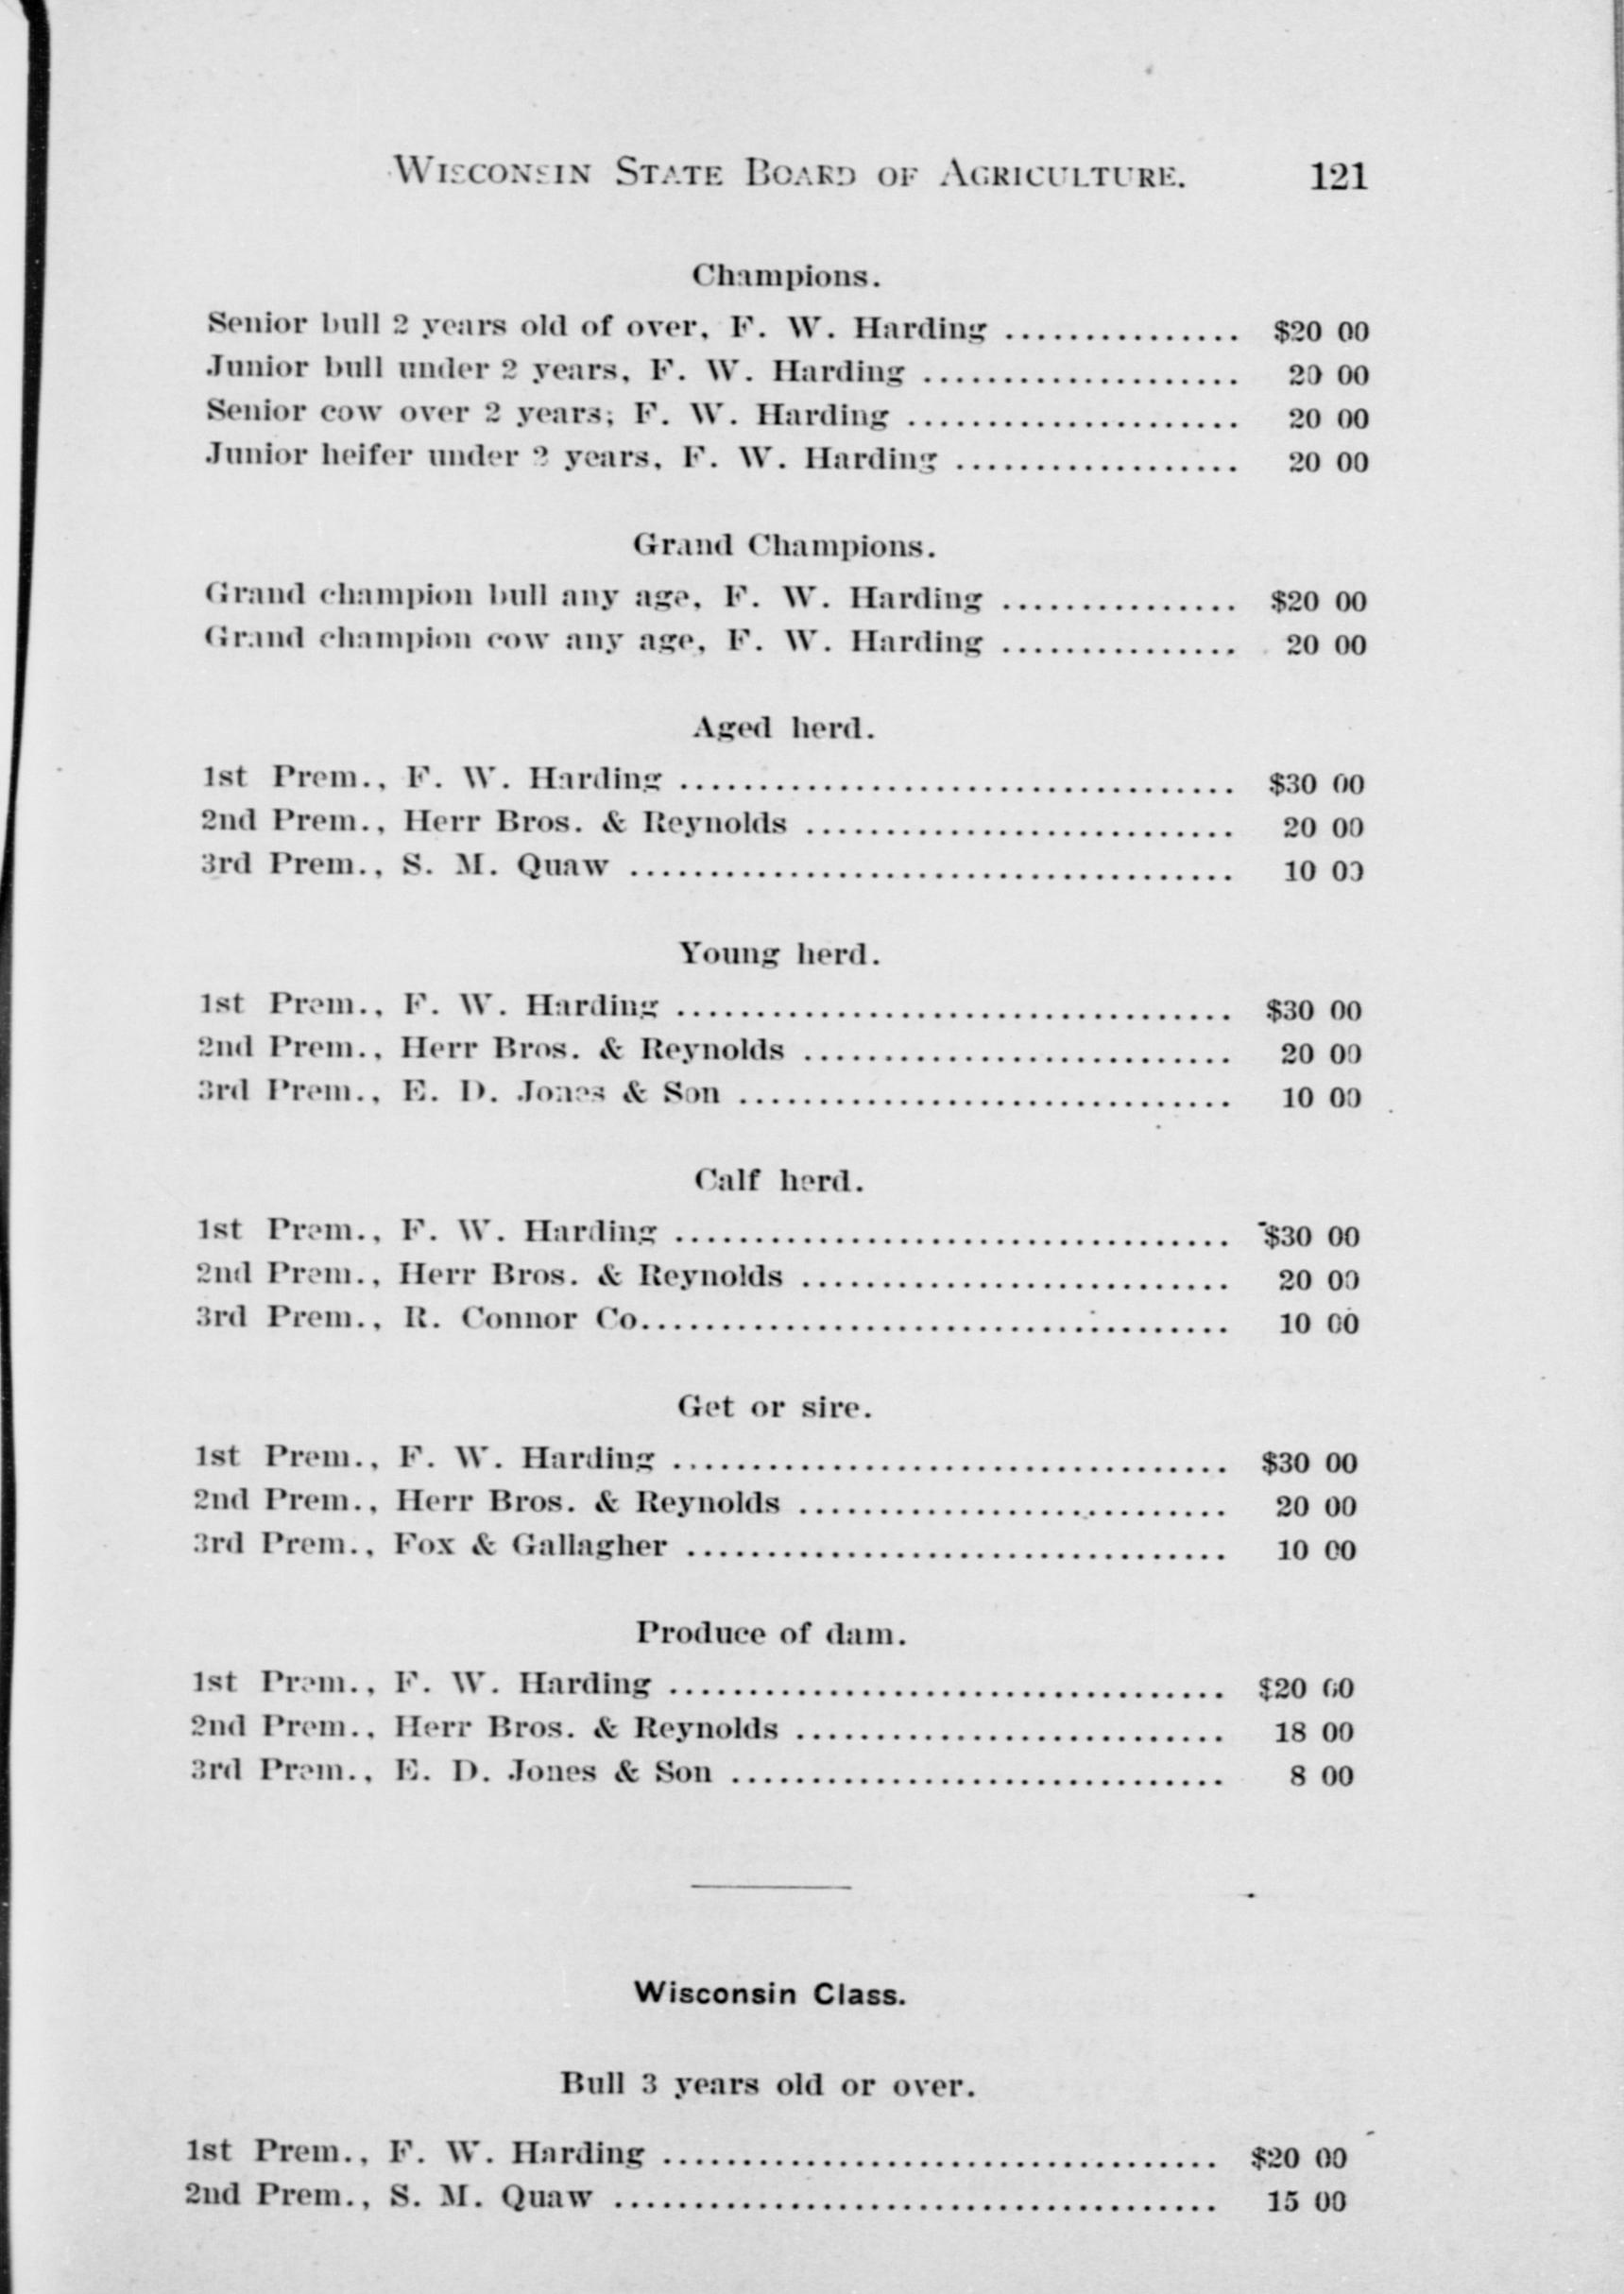 WISCONSIN STATE BOARD OF AGRICULTURE. 121
Champions.
Senior bull 2 years old of over, F. W. Harding ............... $20 00
Junior bull under 2 years, F. W. Harding .................... 20 00
Senior cow over 2 years; F. W. Harding ..................... 20 00
Junior heifer under 2 years, F. W. Harding .................. 20 00
Grand Champions.
Grand champion bull any age, F. W. Harding ............... $20 00
Grand champion cow any age, F. W. Harding ............... 20 00
Aged herd.
1st Prem., F. W. Harding ................................... $30 00
2nd Prem., Herr Bros. & Reynolds ........................... 20 00
3rd Prem., S. M. Quaw ...................................... 10 00
Young herd.
1st Prem., F. W. Harding ................................... $30 00
2nd Prem., Herr Bros. & Reynolds ........................... 20 00
3rd Prem., E. D. Jones & Son ............................... 10 00
Calf herd.
1st Prem., F. W. Harding ................................... $30 00
2nd Prem., Herr Bros. & Reynolds ........................... 20 00
3rd Prem., R. Connor Co..................................... 10 00
Get or sire.
1st Prem., F. W. Harding ................................... $30 00
2nd Prem., Herr Bros. & Reynolds ........................... 20 00
3rd Prem., Fox & Gallagher .................................. 10 00
Produce of dam.
1st Prem., F. W. Harding ................................... $20 00
2nd Prem., Herr Bros. & Reynolds ........................... 18 00
3rd Prem., E. D. Jones & Son ............................... 8 00
Wisconsin Class.
Bull 3 years old or over.
1st Prem., F. W. Harding ................................... $20 00
2nd Prem., S. M. Quaw ...................................... 15 00